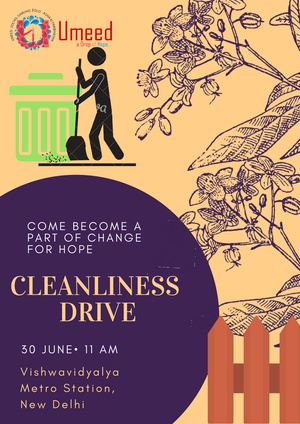 Umeed
a Drop of Hope...
COME BECOME A
PART OF CHANGE
FOR HOPE
CLEANLINESS
DRIVE
30 JUNE• 11 AM
Vishwavidyalya
Metro Station,
New Delhi